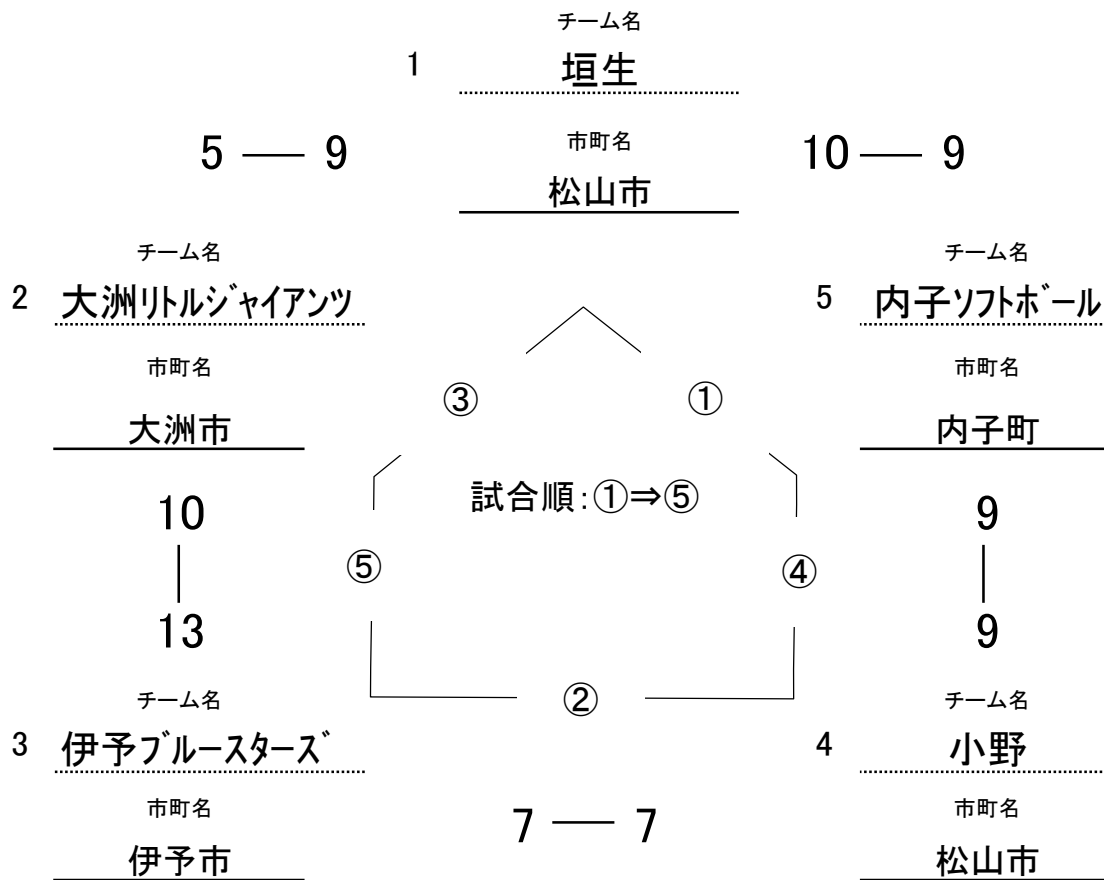 チーム名
1 垣生
5 ― 9 市町名 10 ― 9
松山市
チーム名 チーム名
2 大洲リトルジャイアンツ 5 内子ソフトボール
市町名 市町名
③ ①
大洲市 内子町
10 試合順:①⇒⑤ 9
| ⑤ ④ |
13 9
チーム名 ② チーム名
3 伊予ブルースターズ 4 小野
市町名 市町名
7 ― 7
伊予市 松山市